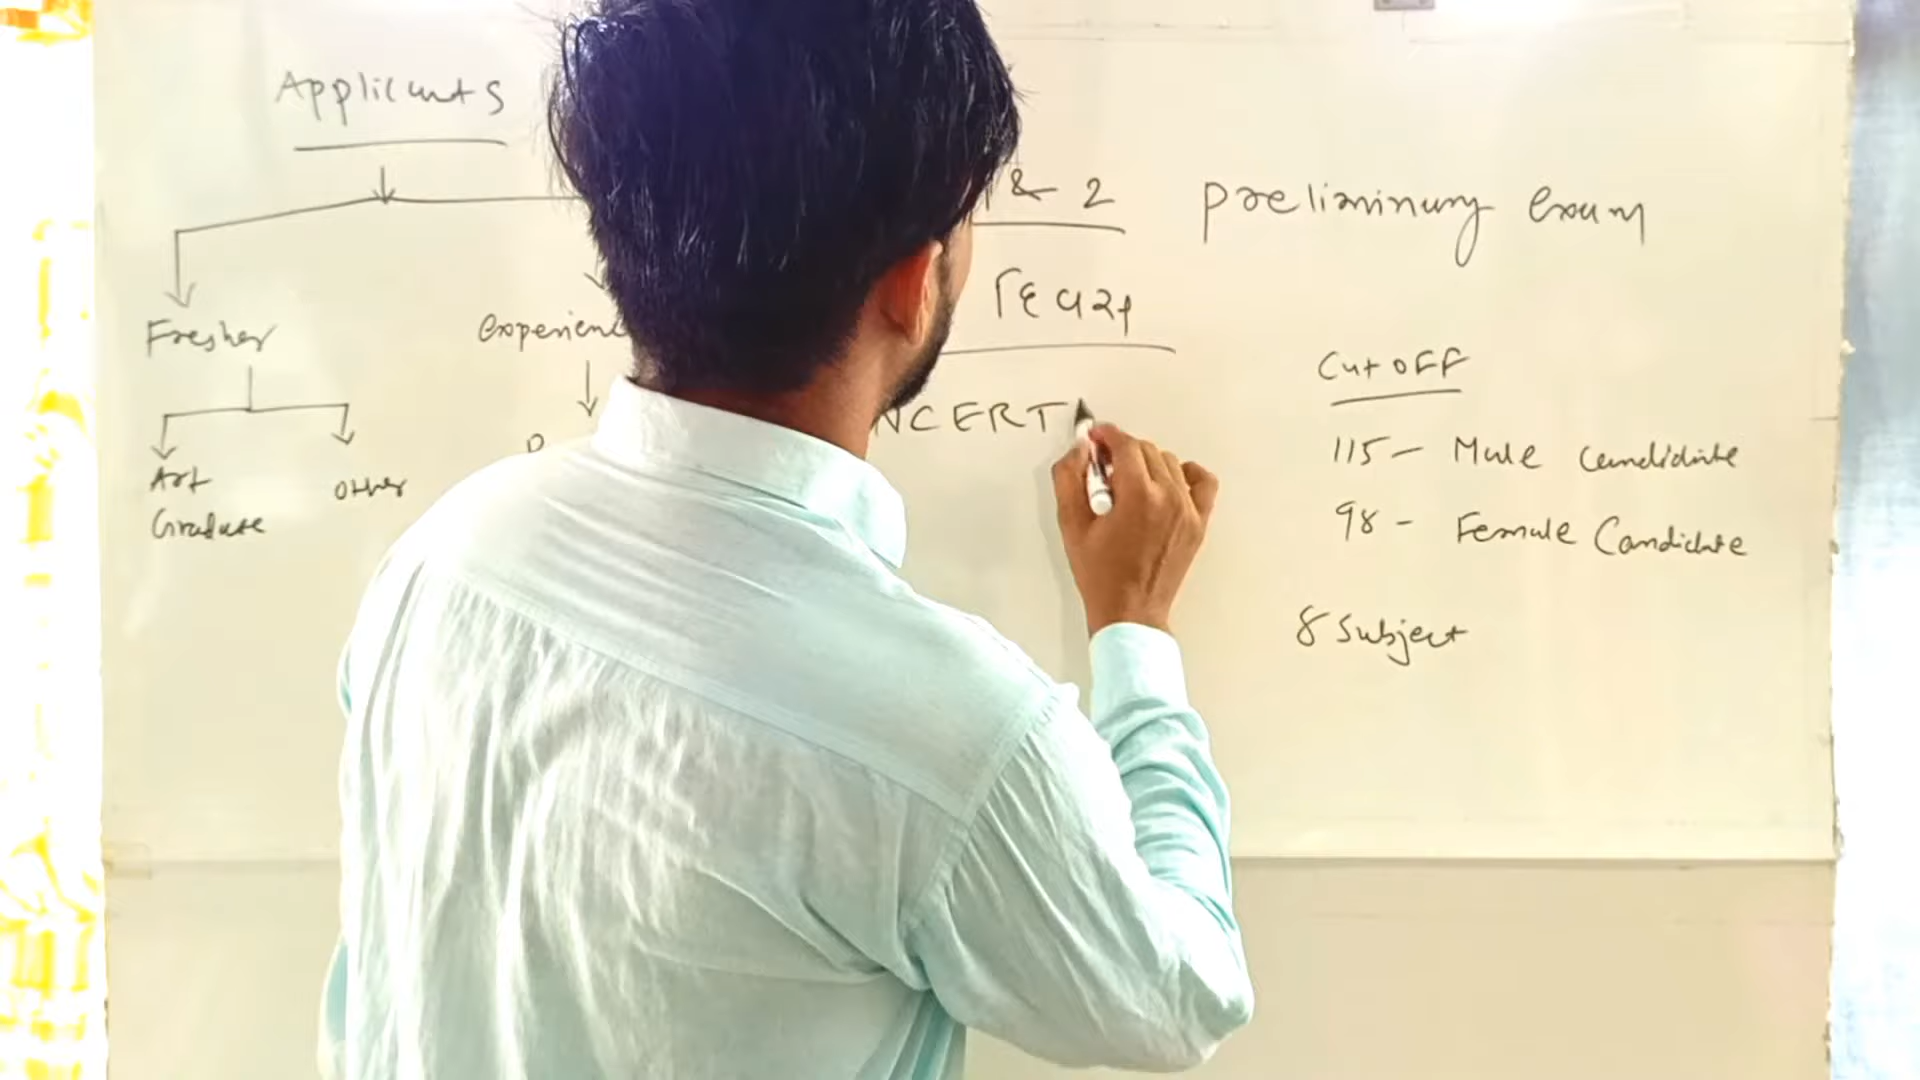 Applicants
Fresher
Art
Graduate
other
& 2
NCERT
preliminary exam
Cut off
115 - Male candidate
98 - Female Candidate
8 Subject